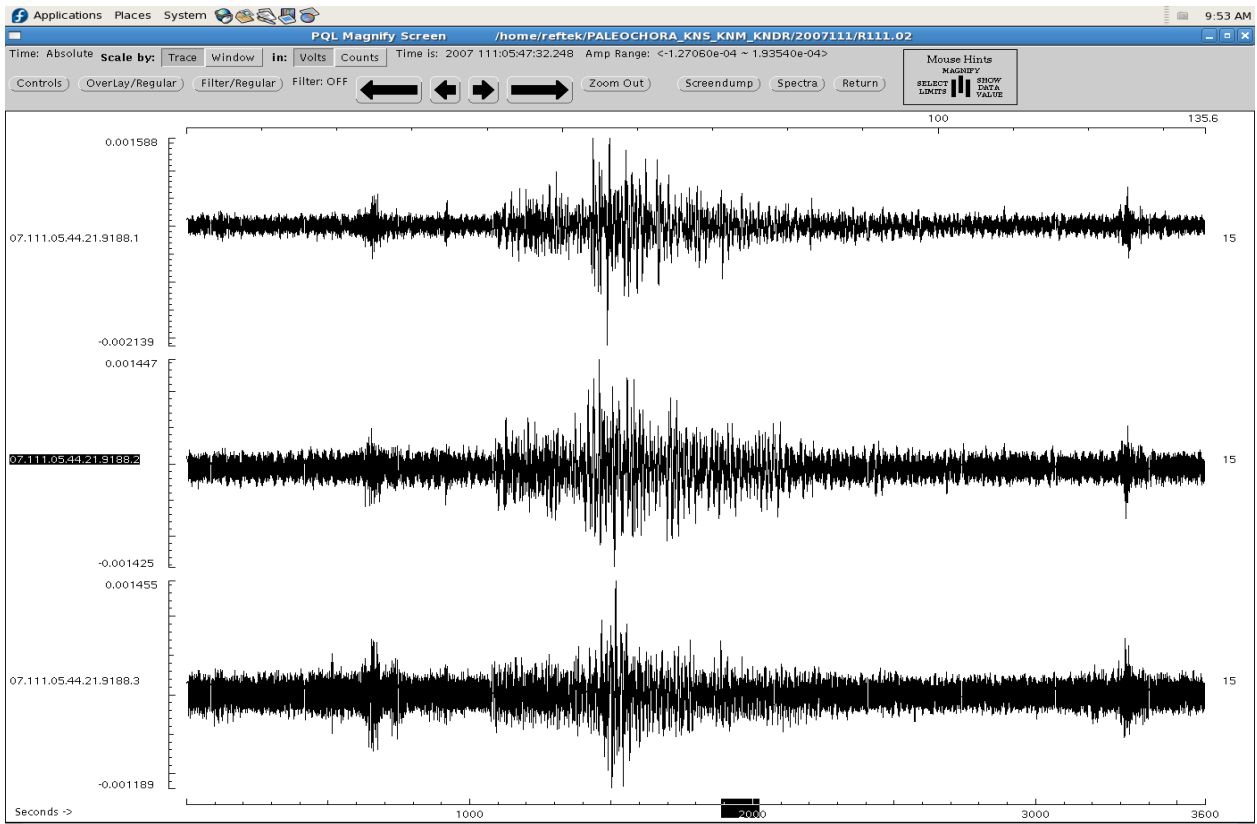 Applications Places System 9:53 AM
PQL Magnify Screen /home/reftek/PALEOCHORA_KNS_KNM_KNDR/2007111/R111.02
Time: Absolute Scale by: Trace Window in: Volts Counts Time is: 2007 111:05:47:32.248 Amp Range: <-1.27060e-04 ~ 1.93540e-04>
Controls Overlay/Regular Filter/Regular Filter: OFF Zoom Out Screendump Spectra Return
Mouse Hints
MAGNIFY
SELECT LIMITS SHOW DATA VALUE
100 135.6
0.001588
07.111.05.44.21.9188.1 15
-0.002139
0.001447
07.111.05.44.21.9188.2 15
-0.001425
0.001455
07.111.05.44.21.9188.3 15
-0.001189
Seconds -> 1000 2000 3000 3600